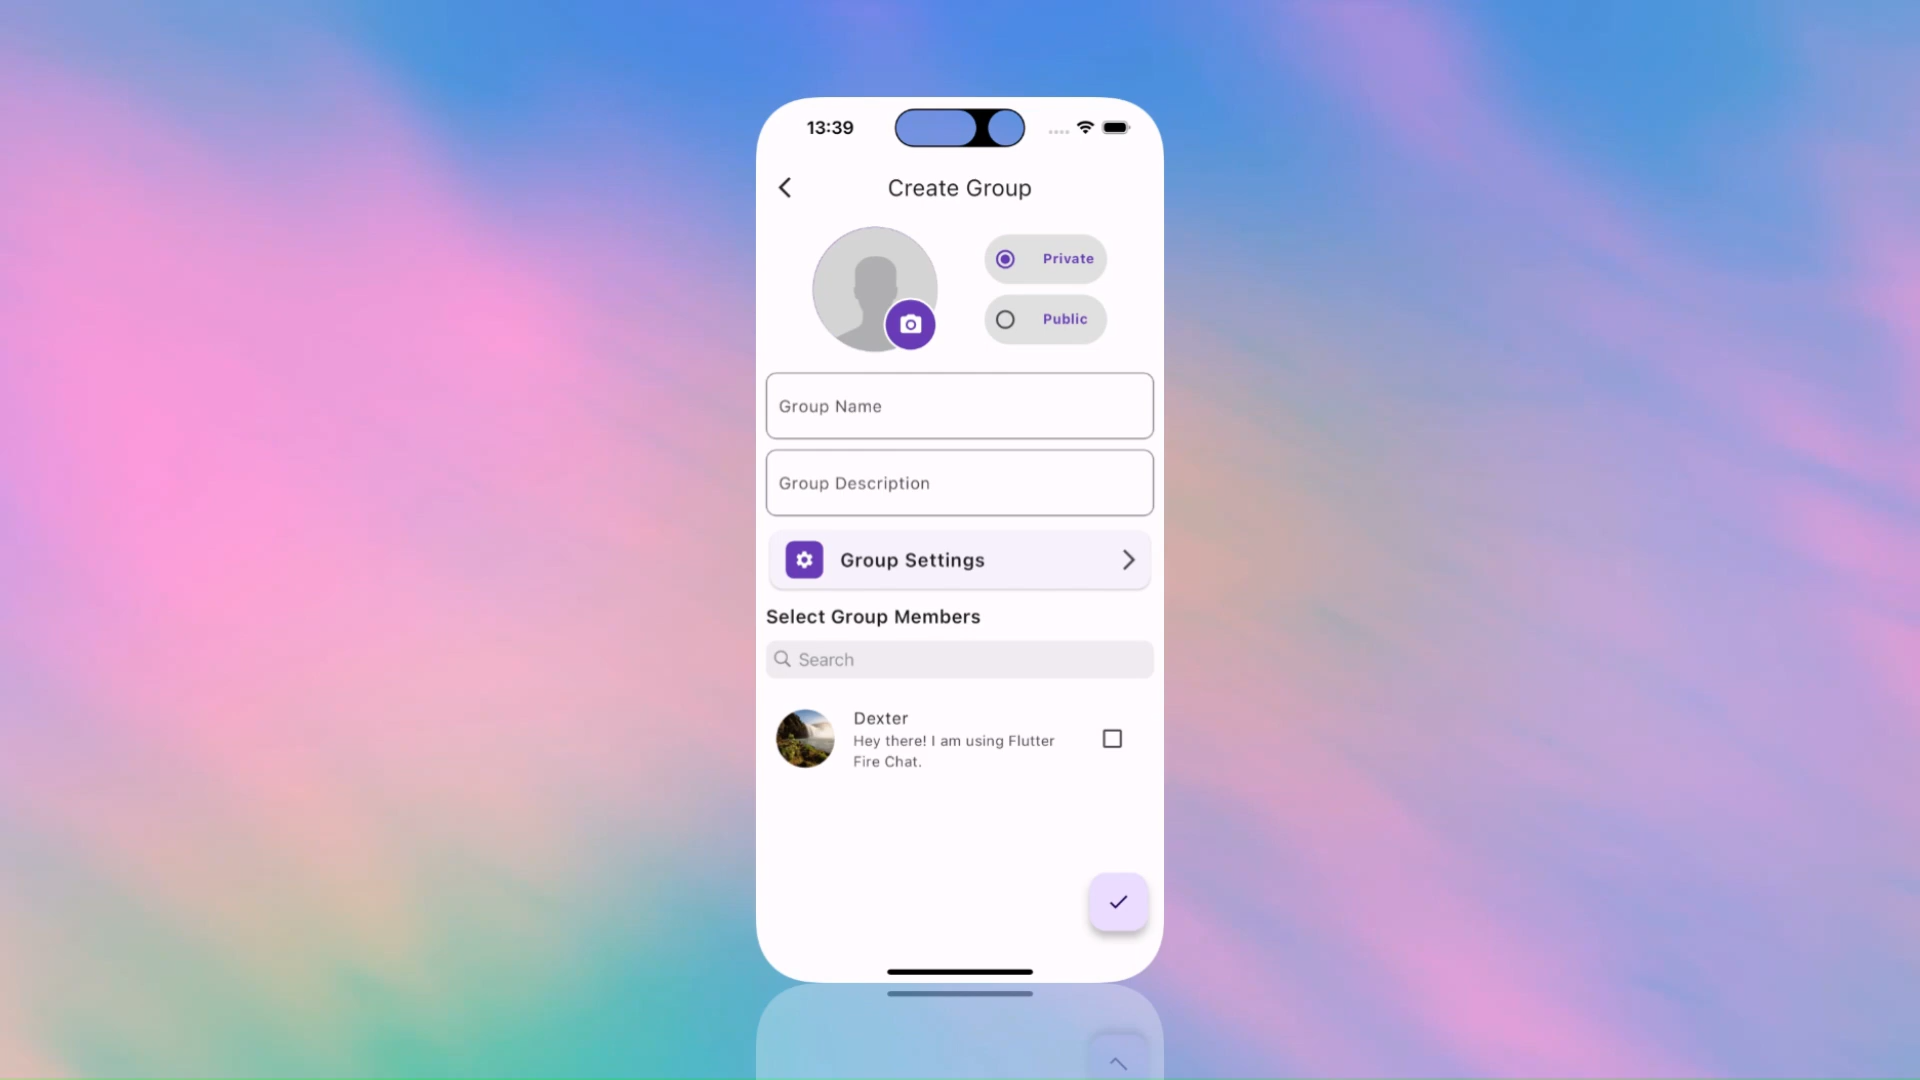 13:39
Create Group
Private
Public
Group Name
Group Description
Group Settings
Select Group Members
Search
Dexter
Hey there! I am using Flutter
Fire Chat.